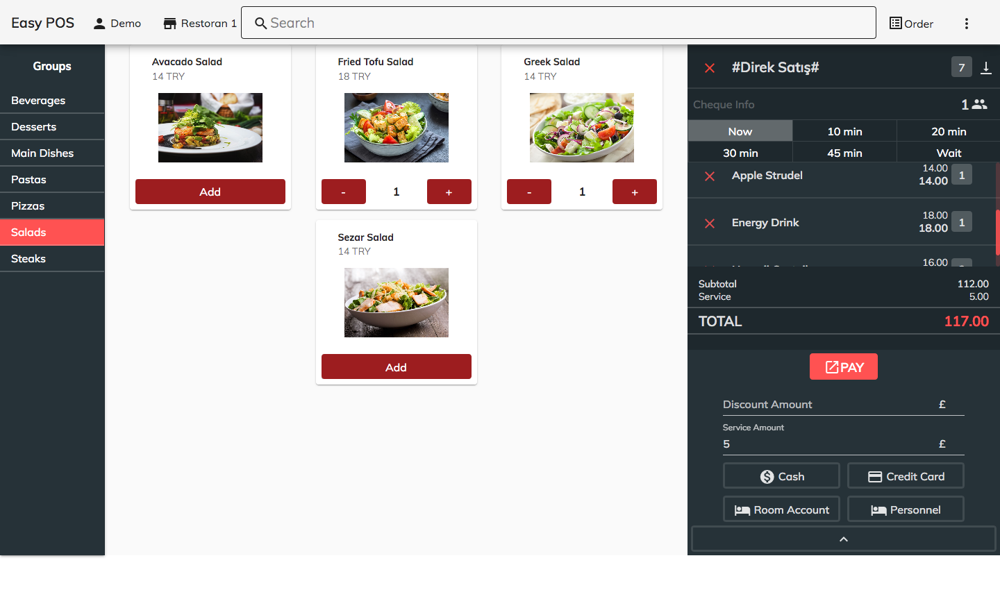 Easy POS
Demo
Restoran 1
Search
Order
Groups
Beverages
Desserts
Main Dishes
Pastas
Pizzas
Salads
Steaks
Avacado Salad
14 TRY
Add
Fried Tofu Salad
18 TRY
- 1 +
Greek Salad
14 TRY
- 1 +
Sezar Salad
14 TRY
Add
#Direk Satış#
7
Cheque Info
1
Now 10 min 20 min
30 min 45 min Wait
14.00
Apple Strudel 14.00 1
18.00
Energy Drink 18.00 1
16.00
Subtotal 112.00
Service 5.00
TOTAL 117.00
PAY
Discount Amount £
Service Amount
5 £
Cash Credit Card
Room Account Personnel